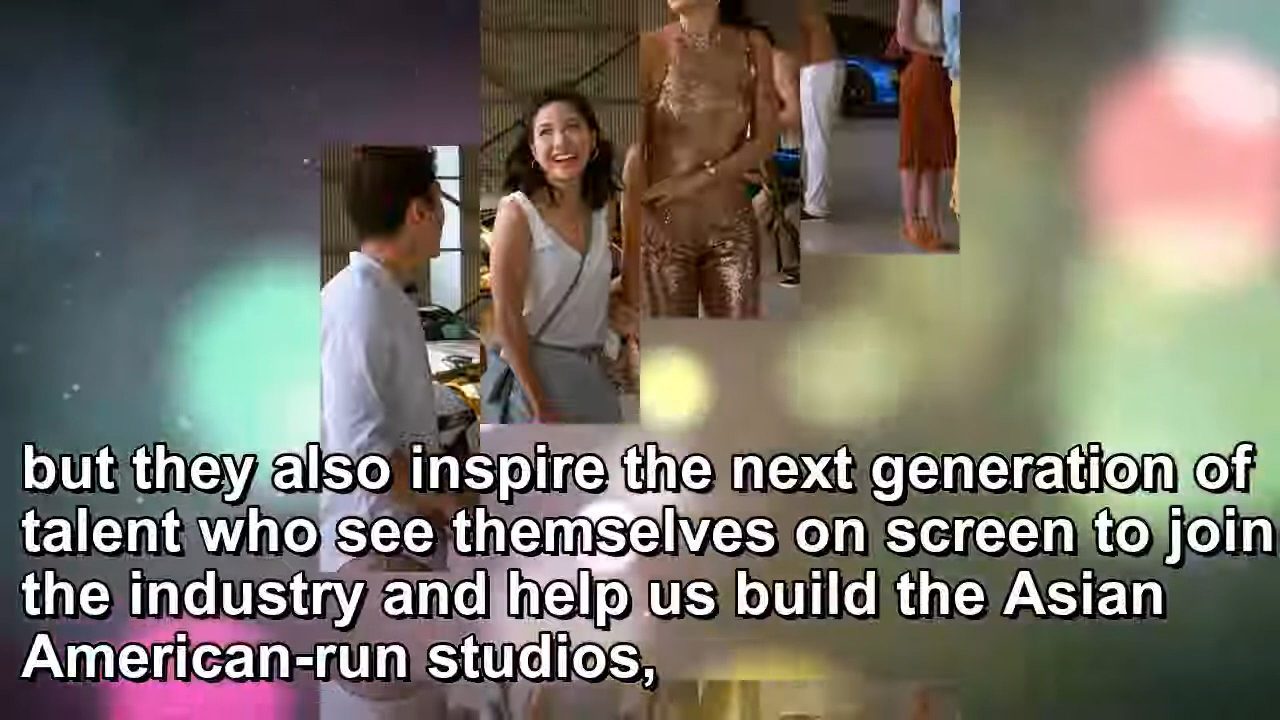 but they also inspire the next generation of
talent who see themselves on screen to join
the industry and help us build the Asian
American-run studios,